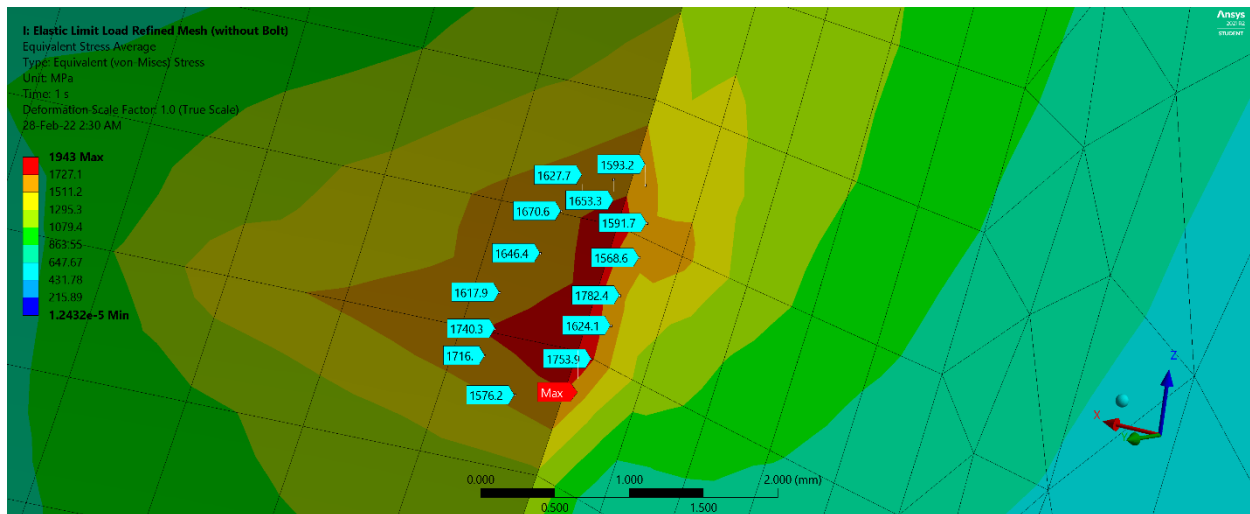 I: Elastic Limit Load Refined Mesh (without Bolt)
Equivalent Stress Average
Type: Equivalent (von-Mises) Stress
Unit: MPa
Time: 1 s
Deformation Scale Factor: 1.0 (True Scale)
28-Feb-22 2:30 AM
1943 Max
1727.1
1511.2
1295.3
1079.4
863.55
647.67
431.78
215.89
1.2432e-5 Min
Ansys
2021 R2
STUDENT
1593.2
1627.7
1653.3
1670.6
1591.7
1646.4
1568.6
1617.9
1782.4
1740.3
1624.1
1716.
1753.9
1576.2
Max
Z
X
0.000
1.000
2.000 (mm)
0.500
1.500